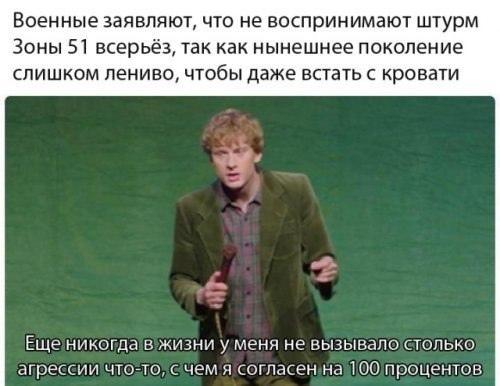 Военные заявляют, что не воспринимают штурм
Зоны 51 всерьёз, так как нынешнее поколение
слишком лениво, чтобы даже встать с кровати
Еще никогда в жизни у меня не вызывало столько
агрессии что-то, с чем я согласен на 100 процентов